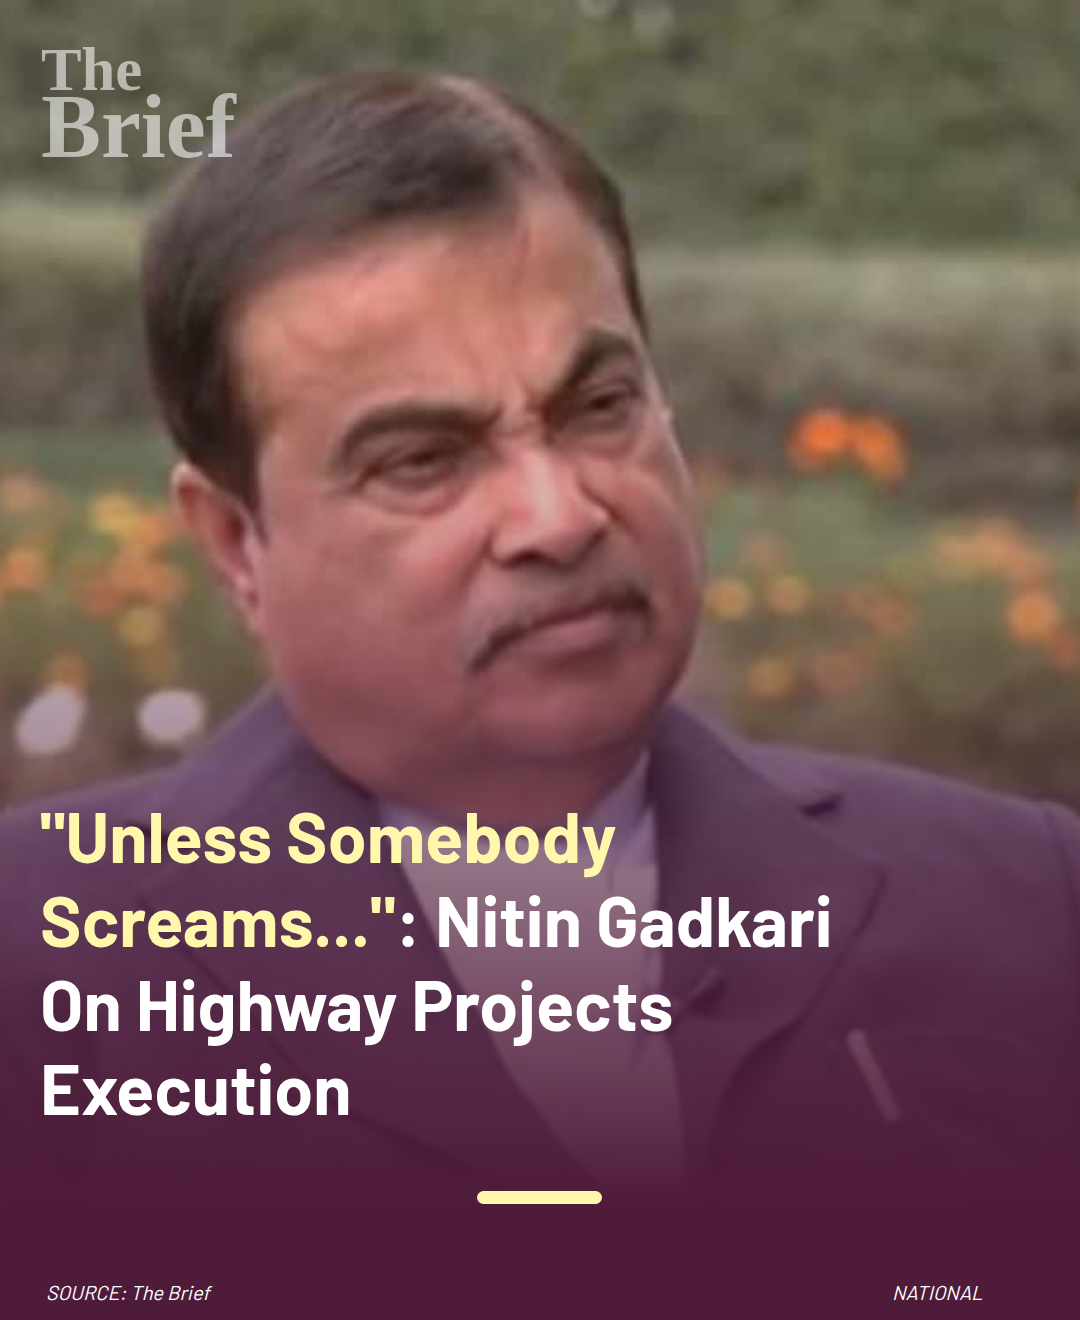 The
Brief
"Unless Somebody
Screams...": Nitin Gadkari
On Highway Projects
Execution
SOURCE: The Brief
NATIONAL